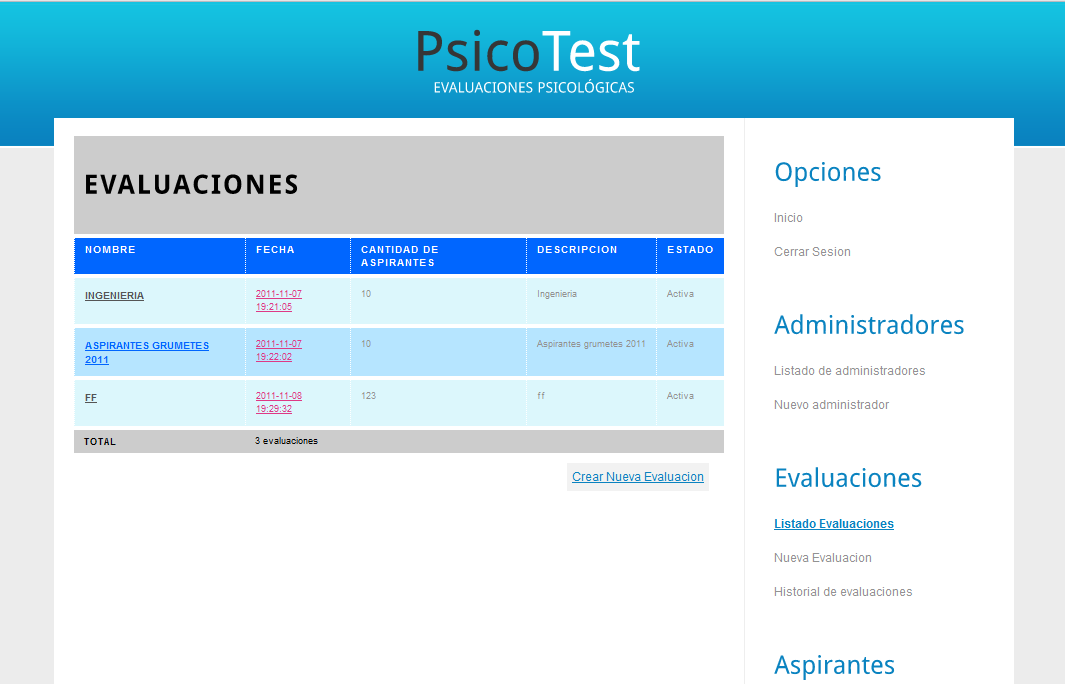 PsicoTest
EVALUACIONES PSICOLÓGICAS
EVALUACIONES
NOMBRE FECHA CANTIDAD DE ASPIRANTES DESCRIPCION ESTADO
INGENIERIA 2011-11-07 19:21:05 10 Ingenieria Activa
ASPIRANTES GRUMETES 2011 2011-11-07 19:22:02 10 Aspirantes grumetes 2011 Activa
FF 2011-11-08 19:29:32 123 ff Activa
TOTAL 3 evaluaciones
Crear Nueva Evaluacion
Opciones
Inicio
Cerrar Sesion
Administradores
Listado de administradores
Nuevo administrador
Evaluaciones
Listado Evaluaciones
Nueva Evaluacion
Historial de evaluaciones
Aspirantes